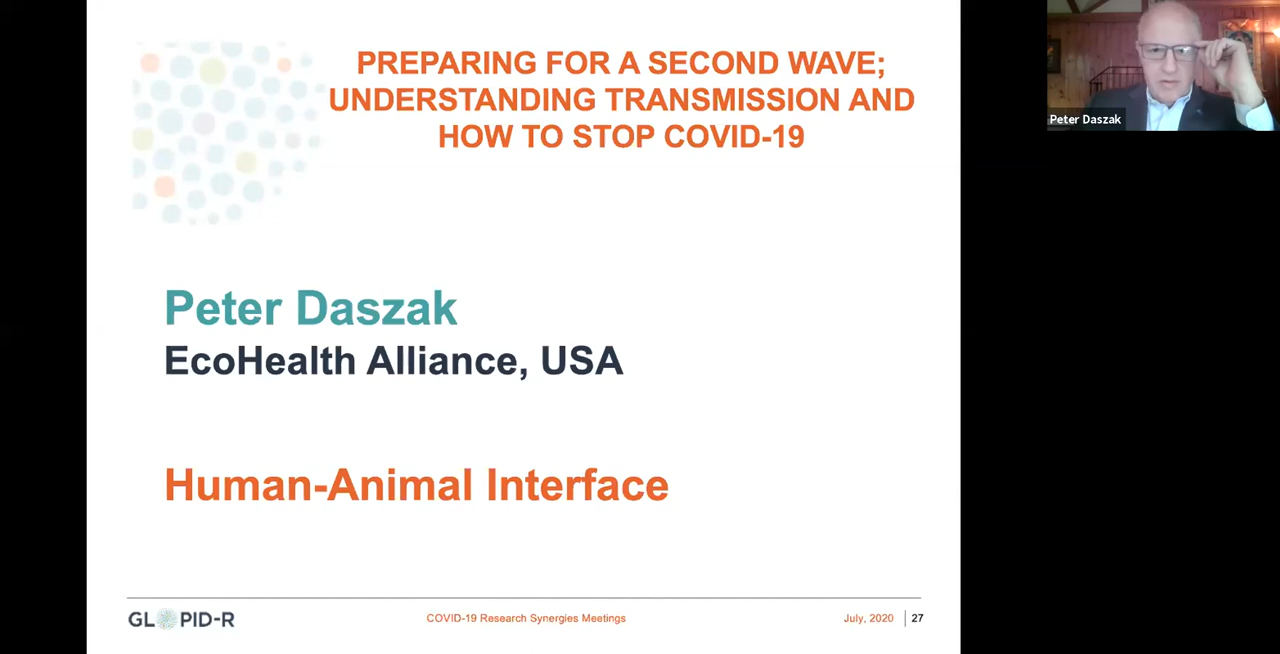 PREPARING FOR A SECOND WAVE;
UNDERSTANDING TRANSMISSION AND
HOW TO STOP COVID-19
Peter Daszak
Peter Daszak
EcoHealth Alliance, USA
Human-Animal Interface
GLOPID-R
COVID-19 Research Synergies Meetings
July, 2020
27